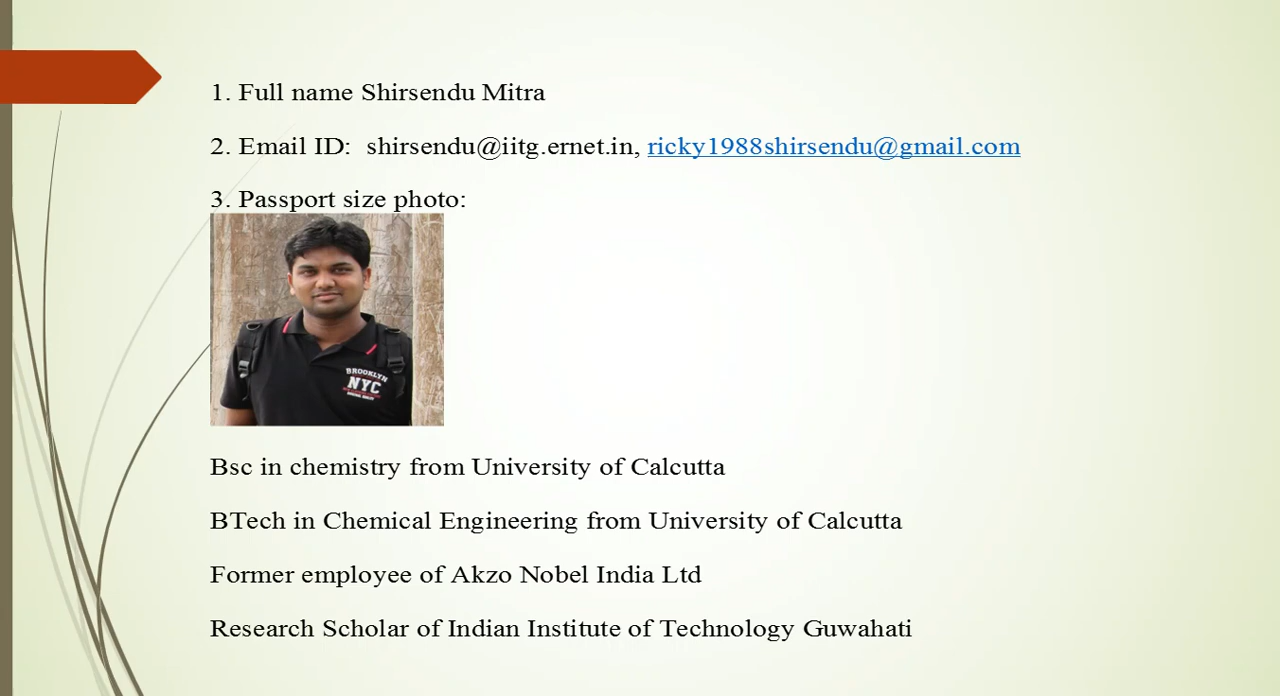 1. Full name Shirsendu Mitra
2. Email ID: shirsendu@iitg.ernet.in, ricky1988shirsendu@gmail.com
3. Passport size photo:
BROOKLYN
NYC
Bsc in chemistry from University of Calcutta
BTech in Chemical Engineering from University of Calcutta
Former employee of Akzo Nobel India Ltd
Research Scholar of Indian Institute of Technology Guwahati